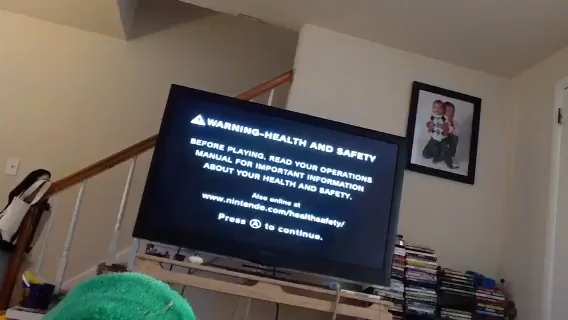 ⚠WARNING-HEALTH AND SAFETY
BEFORE PLAYING, READ YOUR OPERATIONS
MANUAL FOR IMPORTANT INFORMATION
ABOUT YOUR HEALTH AND SAFETY.
Also online at
www.nintendo.com/healthsafety/
Press Ⓐ to continue.